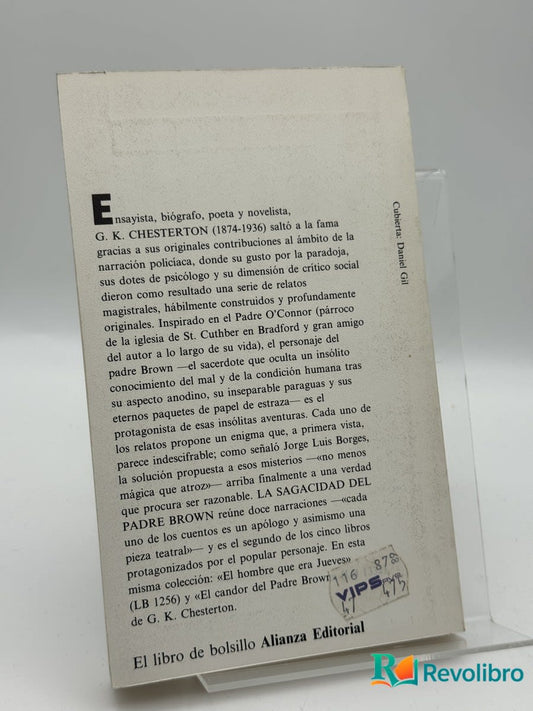 Ensayista, biógrafo, poeta y novelista,
G. K. CHESTERTON (1874-1936) saltó a la fama
gracias a sus originales contribuciones al ámbito de la
narración policíaca, donde su gusto por la paradoja,
sus dotes de psicólogo y su dimensión de crítico social
dieron como resultado una serie de relatos
magistrales, hábilmente construidos y profundamente
originales. Inspirado en el Padre O'Connor (párroco
de la iglesia de St. Cuthber en Bradford y gran amigo
del autor a lo largo de su vida), el personaje del
padre Brown —el sacerdote que oculta un insólito
conocimiento del mal y de la condición humana tras
su aspecto anodino, su inseparable paraguas y sus
eternos paquetes de papel de estraza— es el
protagonista de esas insólitas aventuras. Cada uno de
los relatos propone un enigma que, a primera vista,
parece indescifrable; como señaló Jorge Luis Borges,
la solución propuesta a esos misterios —«no menos
mágica que atroz»— arriba finalmente a una verdad
que procura ser razonable. LA SAGACIDAD DEL
PADRE BROWN reúne doce narraciones —«cada
uno de los cuentos es un apólogo y asimismo una
pieza teatral»— y es el segundo de los cinco libros
protagonizados por el popular personaje. En esta
misma colección: «El hombre que era Jueves»
(LB 1256) y «El candor del Padre Brown
de G. K. Chesterton.
El libro de bolsillo Alianza Editorial
Cubierta: Daniel Gil
116 878
VIPS
475
Revolibro